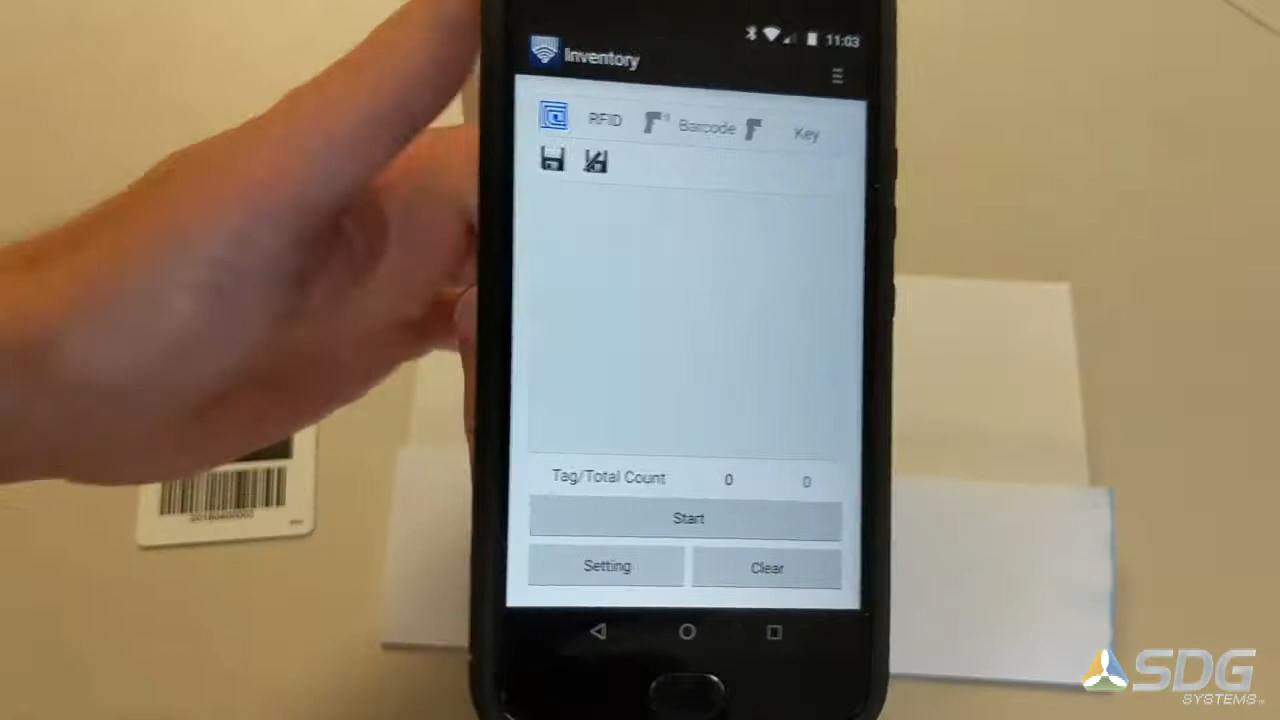 11:03
Inventory
RFID Barcode Key
Tag/Total Count 0 0
Start
Setting Clear
SDG
SYSTEMS